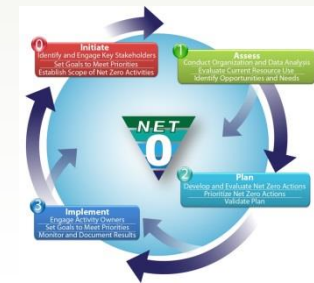 0
Initiate
Identify and Engage Key Stakeholders
Set Goals to Meet Priorities
Establish Scope of Net Zero Activities
1
Assess
Conduct Organization and Data Analysis
Evaluate Current Resource Use
Identify Opportunities and Needs
NET
0
2
Plan
Develop and Evaluate Net Zero Actions
Prioritize Net Zero Actions
Validate Plan
3
Implement
Engage Activity Owners
Set Goals to Meet Priorities
Monitor and Document Results